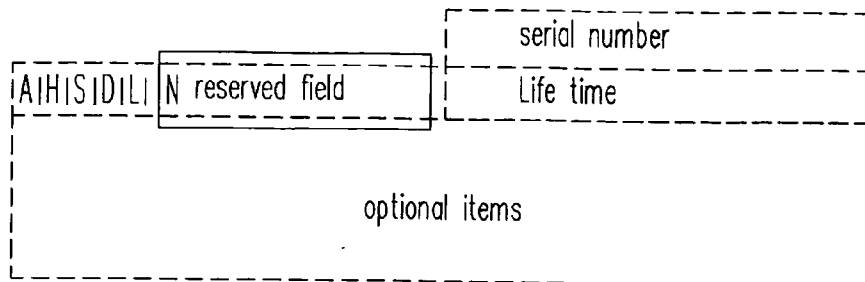 serial number
A|H|S|D|L| N reserved field Life time
optional items